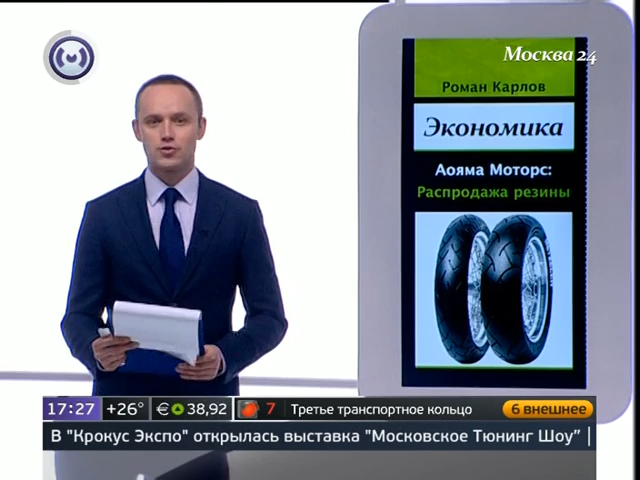 Москва 24
Роман Карлов
Экономика
Аояма Моторс:
Распродажа резины
17:27 +26° € 38,92 7 Третье транспортное кольцо 6 внешнее
В "Крокус Экспо" открылась выставка "Московское Тюнинг Шоу"